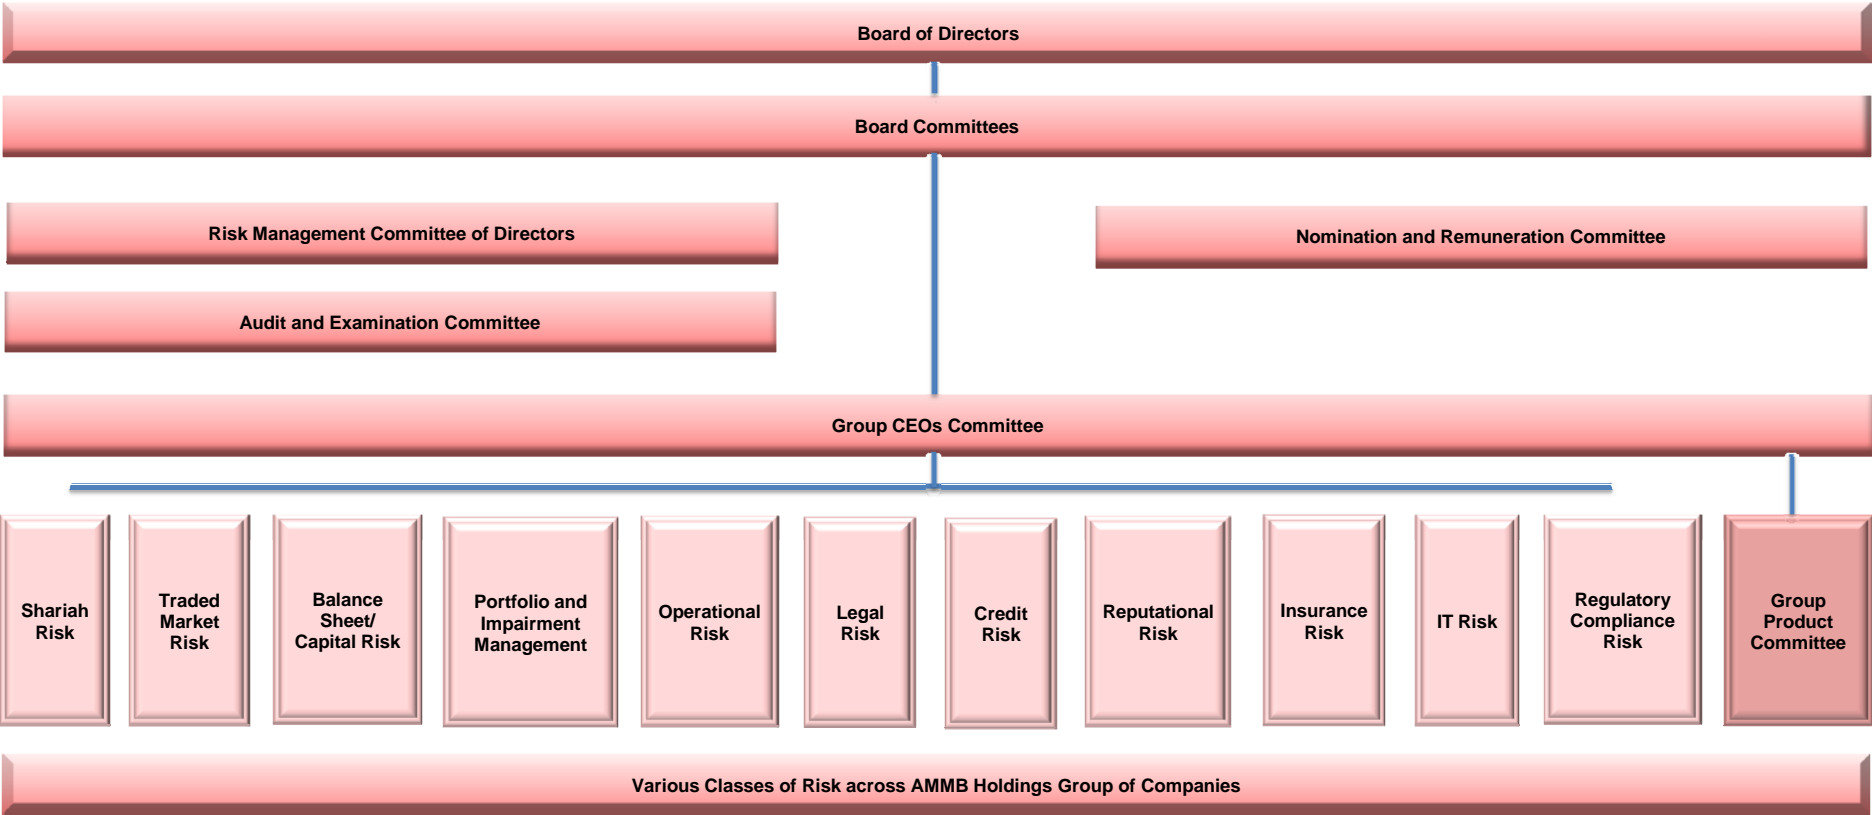 Board of Directors
Board Committees
Risk Management Committee of Directors
Nomination and Remuneration Committee
Audit and Examination Committee
Group CEOs Committee
Shariah
Risk
Traded
Market
Risk
Balance
Sheet/
Capital Risk
Portfolio and
Impairment
Management
Operational
Risk
Legal
Risk
Credit
Risk
Reputational
Risk
Insurance
Risk
IT Risk
Regulatory
Compliance
Risk
Group
Product
Committee
Various Classes of Risk across AMMB Holdings Group of Companies